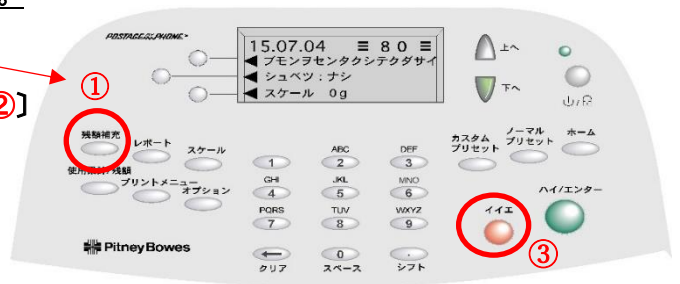 POSTAGE BY PHONE
15.07.04 ≡ 80 ≡
◀ ブモンヲセンタクシテクダサイ
◀ シュベツ：ナシ
◀ スケール 0g
上へ
下へ
①
②〕
残額補充
レポート
スケール
プリントメニュー
オプション
カスタム
プリセット
ノーマル
プリセット
ホーム
1
ABC
2
DEF
3
GHI
4
JKL
5
MNO
6
PQRS
7
TUV
8
WXYZ
9
←
クリア
0
スペース
.
シフト
イイエ
ハイ/エンター
③
Pitney Bowes